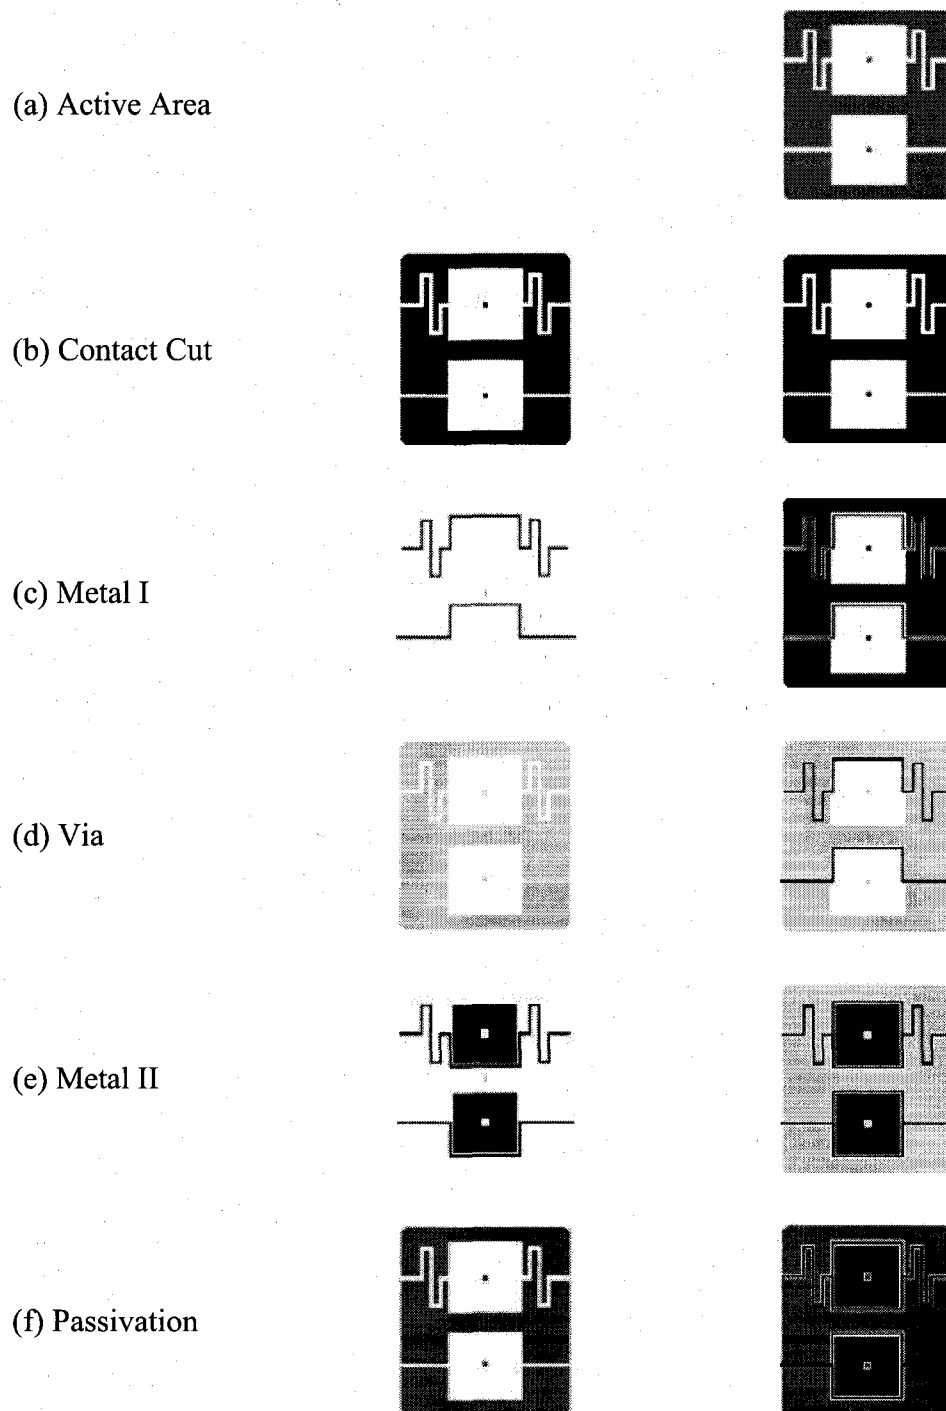 (a) Active Area
(b) Contact Cut
(c) Metal I
(d) Via
(e) Metal II
(f) Passivation